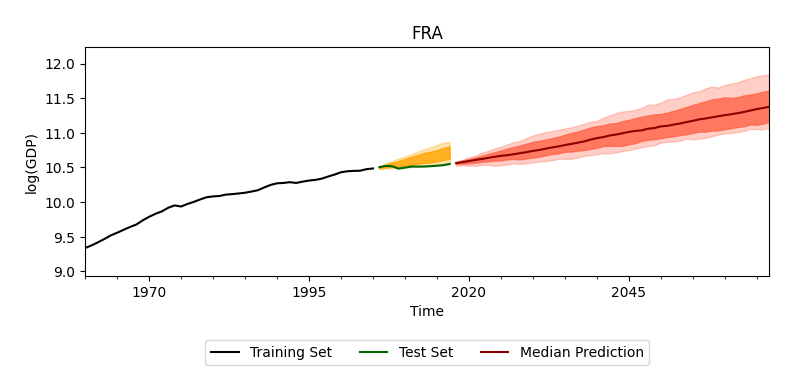 FRA
12.0
11.5
11.0
10.5
10.0
9.5
9.0
log(GDP)
1970 1995 2020 2045
Time
Training Set Test Set Median Prediction